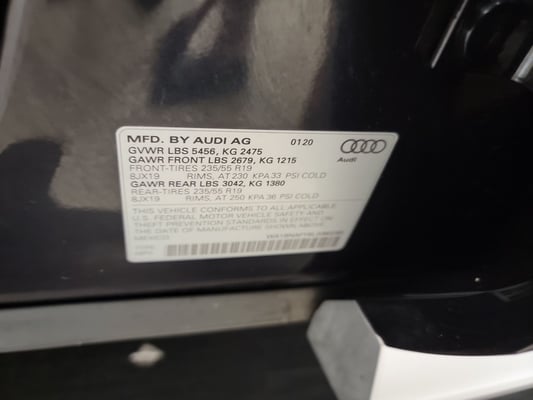 MFD. BY AUDI AG 0120
GVWR LBS 5456, KG 2475
GAWR FRONT LBS 2679, KG 1215
FRONT-TIRES 235/55 R19
8JX19 RIMS, AT 230 KPA 33 PSI COLD
GAWR REAR LBS 3042, KG 1380
REAR-TIRES 235/55 R19
8JX19 RIMS, AT 250 KPA 36 PSI COLD
THIS VEHICLE CONFORMS TO ALL APPLICABLE
U.S. FEDERAL MOTOR VEHICLE SAFETY AND
THEFT PREVENTION STANDARDS IN EFFECT ON
THE DATE OF MANUFACTURE SHOWN ABOVE.
MEXICO
TYPE:
MPV
Audi